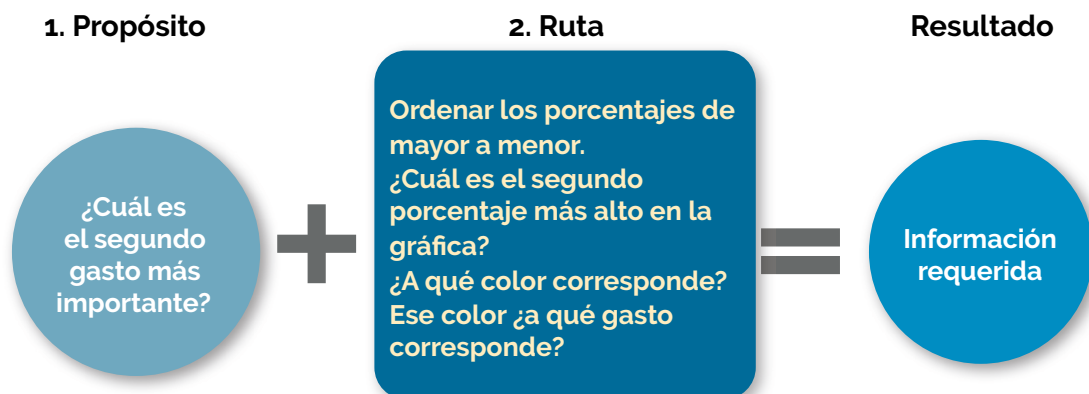 1. Propósito
¿Cuál es
el segundo
gasto más
importante?
+
2. Ruta
Ordenar los porcentajes de
mayor a menor.
¿Cuál es el segundo
porcentaje más alto en la
gráfica?
¿A qué color corresponde?
Ese color ¿a qué gasto
corresponde?
=
Resultado
Información
requerida